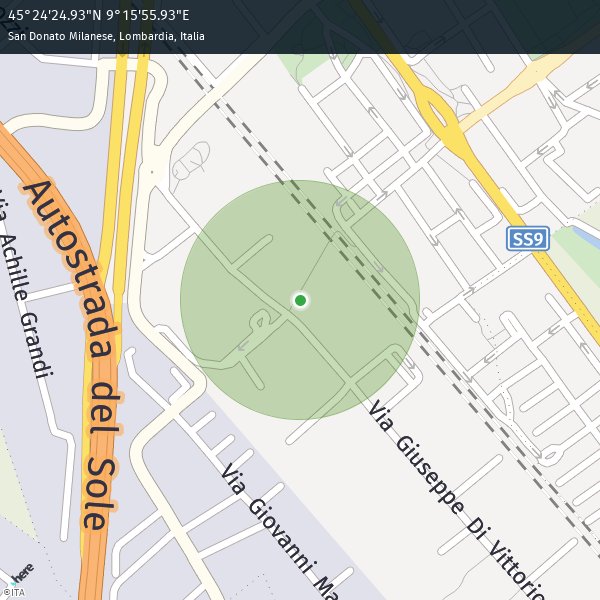 45°24'24.93"N 9°15'55.93"E
San Donato Milanese, Lombardia, Italia
SS9
Autostrada del Sole
Via Achille Grandi
Via Giuseppe Di Vittorio
Via Giovanni
here
©ITA